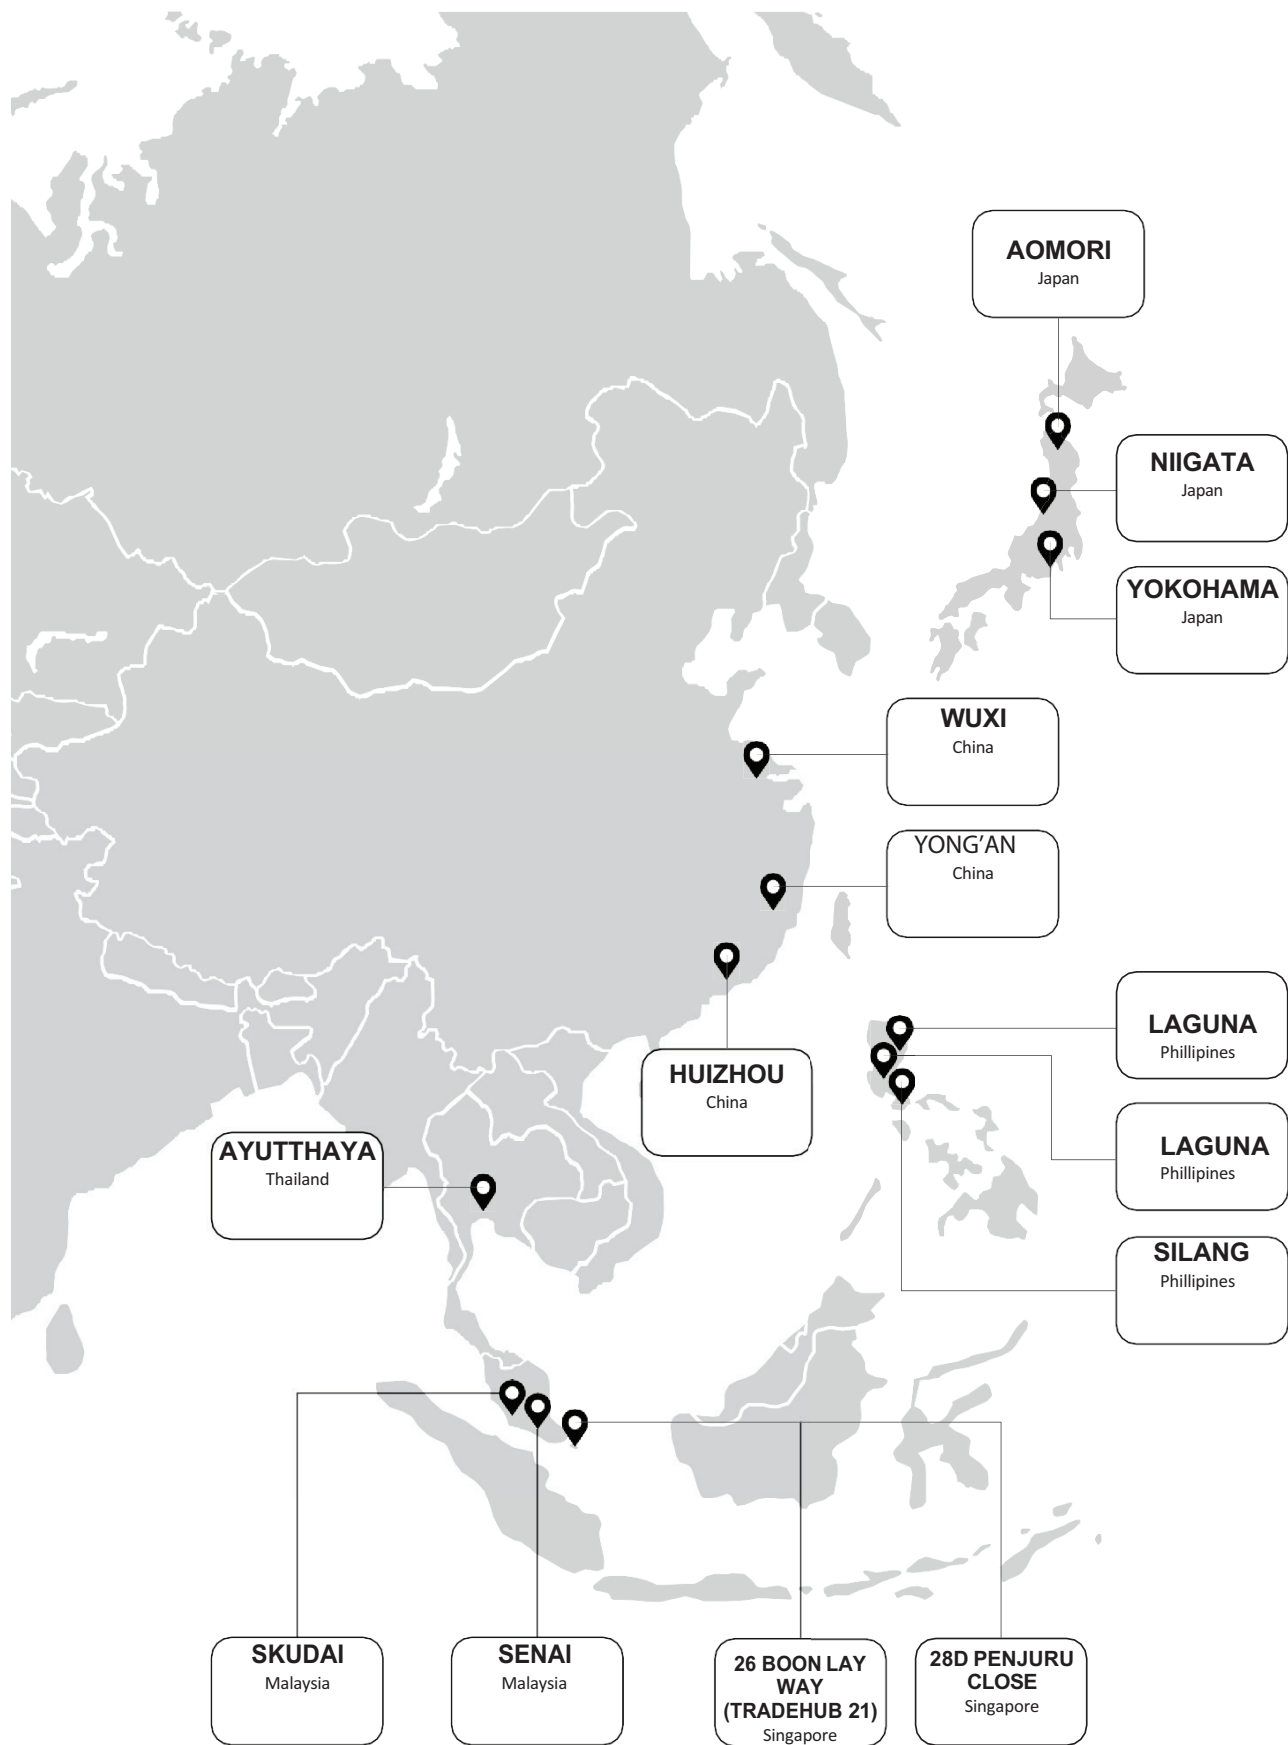 AOMORI
Japan
NIIGATA
Japan
YOKOHAMA
Japan
WUXI
China
YONG’AN
China
LAGUNA
Phillipines
HUIZHOU
China
LAGUNA
Phillipines
AYUTTHAYA
Thailand
SILANG
Phillipines
SKUDAI
Malaysia
SENAI
Malaysia
26 BOON LAY
WAY
(TRADEHUB 21)
Singapore
28D PENJURU
CLOSE
Singapore